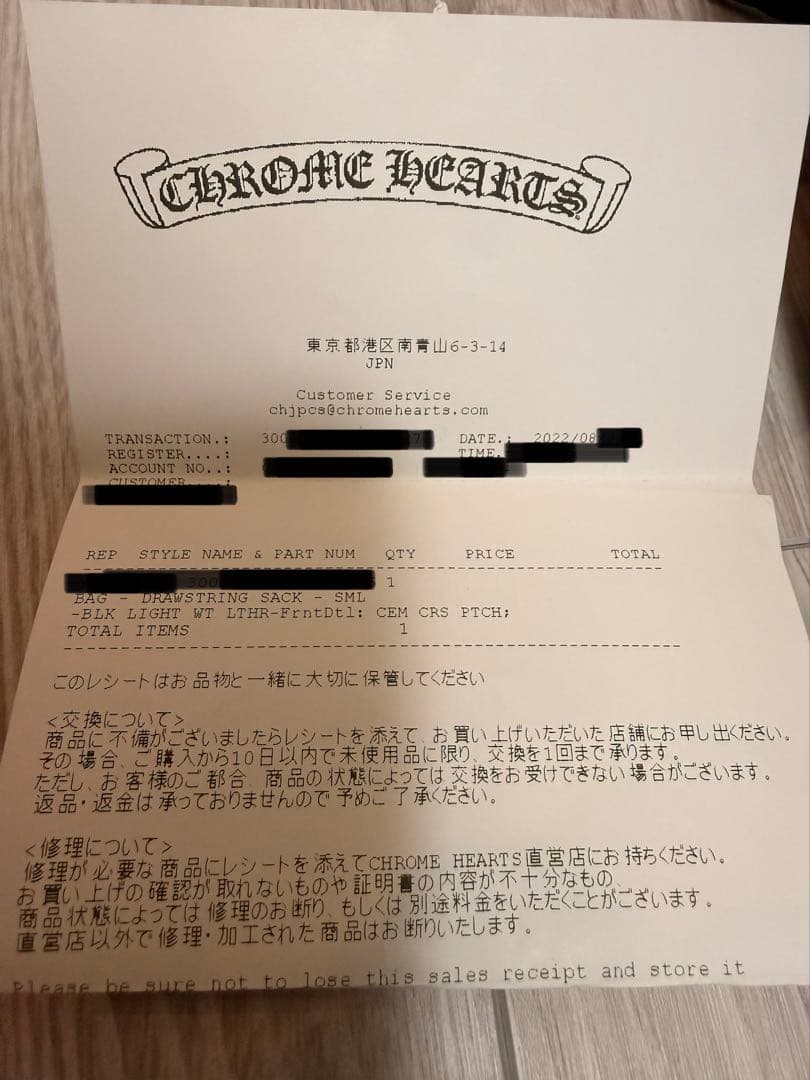 CHROME HEARTS
東京都港区南青山6-3-14
JPN
Customer Service
chjpcs@chromehearts.com
TRANSACTION.: 300 DATE.: 2022/08
REGISTER....: TIME.
ACCOUNT NO..:
CUSTOMER....:
REP STYLE NAME & PART NUM QTY PRICE TOTAL
300 1
BAG - DRAWSTRING SACK - SML
-BLK LIGHT WT LTHR-FrntDtl: CEM CRS PTCH;
TOTAL ITEMS 1
このレシートはお品物と一緒に大切に保管してください
<交換について>
商品に不備がございましたらレシートを添えて、お買い上げいただいた店舗にお申し出ください。
その場合、ご購入から10日以内で未使用品に限り、交換を1回まで承ります。
ただし、お客様のご都合、商品の状態によっては交換をお受けできない場合がございます。
返品・返金は承っておりませんので予めご了承ください。
<修理について>
修理が必要な商品にレシートを添えてCHROME HEARTS直営店にお持ちください。
お買い上げの確認が取れないものや証明書の内容が不十分なもの、
商品状態によっては修理のお断り、もしくは別途料金をいただくことがございます。
直営店以外で修理・加工された商品はお断りいたします。
Please be sure not to lose this sales receipt and store it